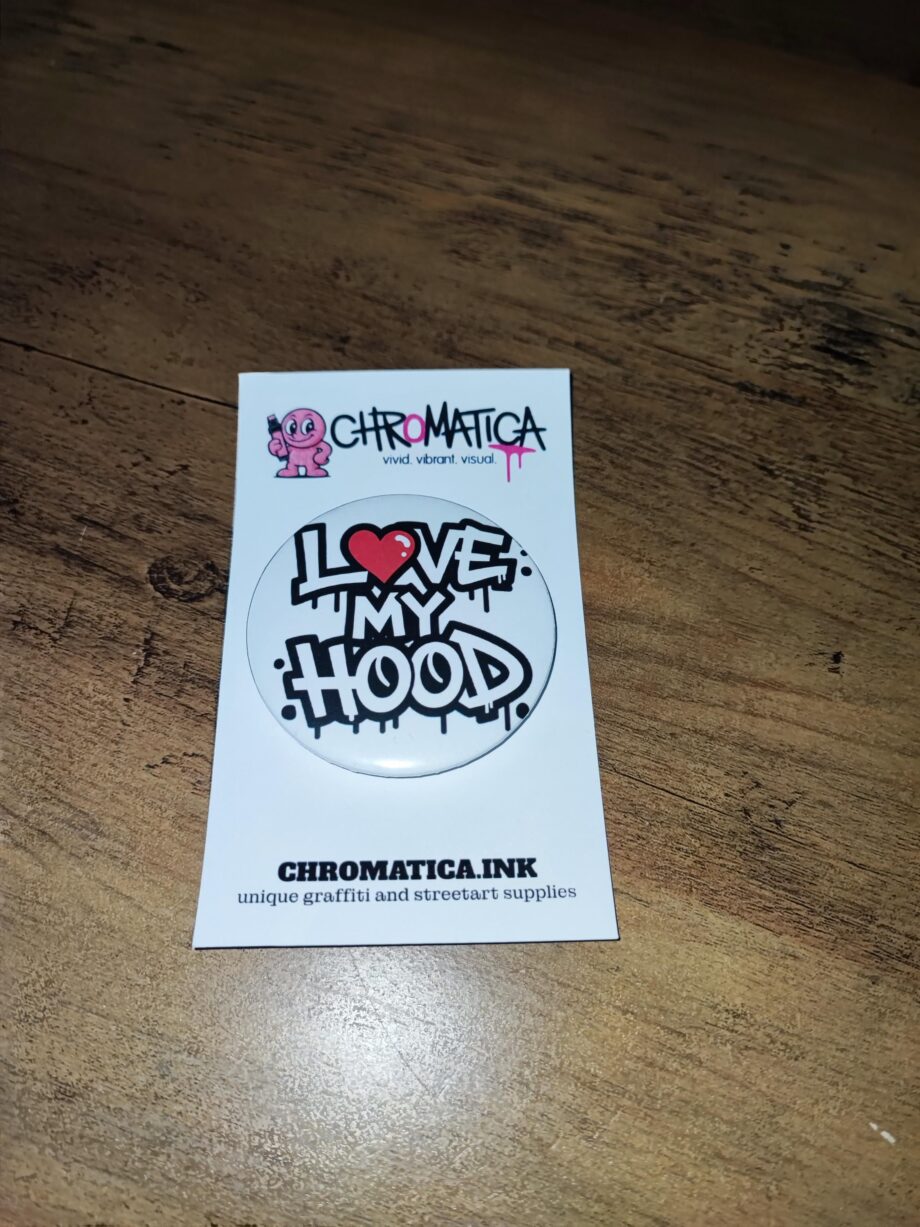 CHROMATICA
vivid. vibrant. visual.
LOVE
MY
HOOD
CHROMATICA.INK
unique graffiti and streetart supplies